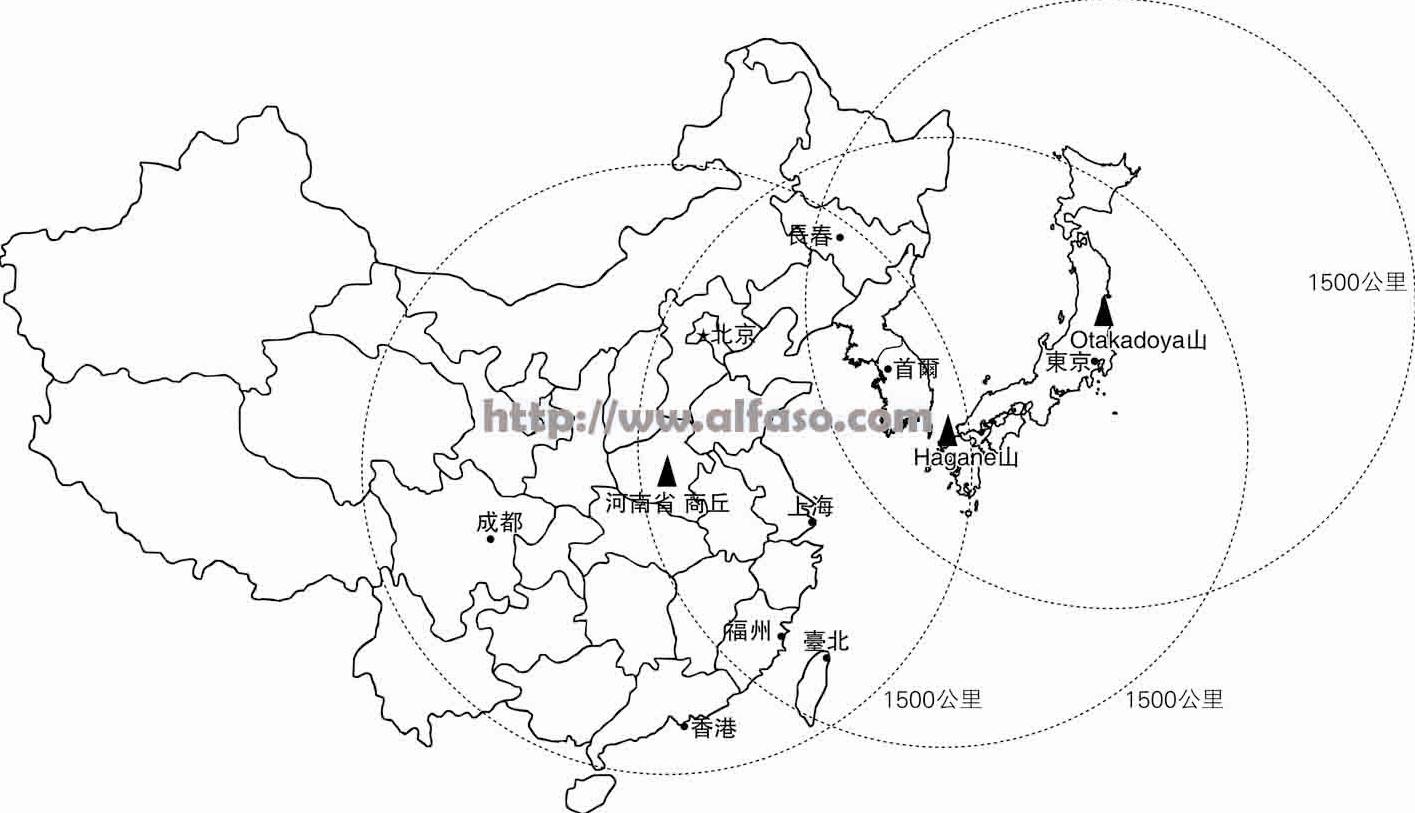 長春
1500公里
★北京
Otakadoya山
東京
首爾
http://ww.alfaso.com
Hagane山
河南省 商丘
上海
成都
福州
臺北
1500公里
1500公里
香港